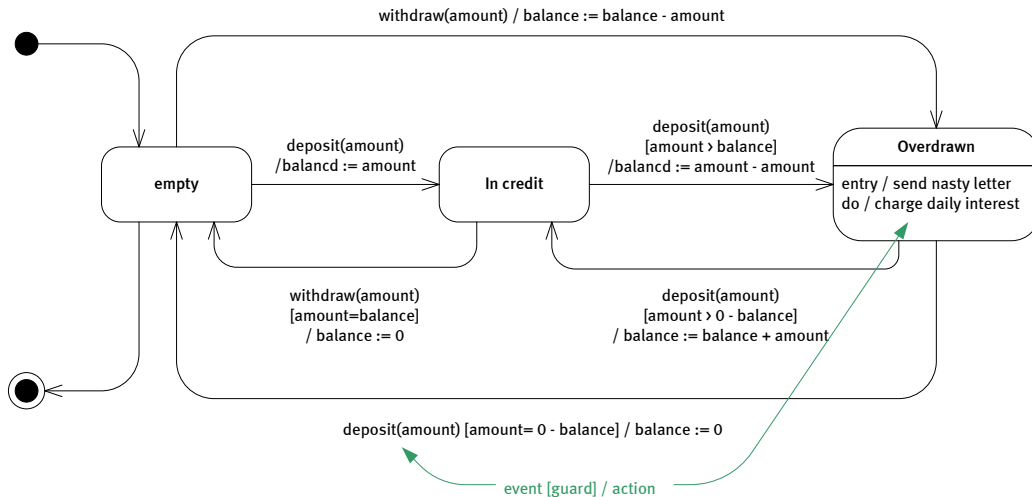 withdraw(amount) / balance := balance - amount
deposit(amount)
/balancd := amount
deposit(amount)
[amount > balance]
/balancd := amount - amount
empty
In credit
Overdrawn
entry / send nasty letter
do / charge daily interest
withdraw(amount)
[amount=balance]
/ balance := 0
deposit(amount)
[amount > 0 - balance]
/ balance := balance + amount
deposit(amount) [amount= 0 - balance] / balance := 0
event [guard] / action